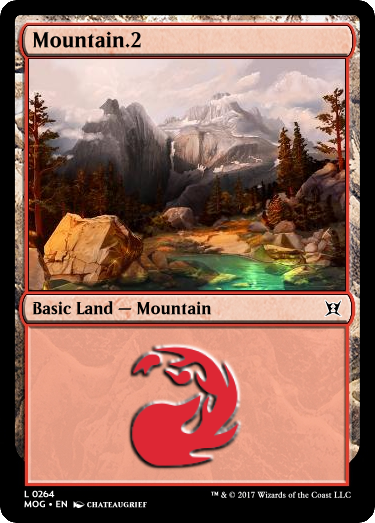 Mountain.2
Basic Land — Mountain
L 0264
MOG • EN CHATEAUGRIEF
™ & © 2017 Wizards of the Coast LLC